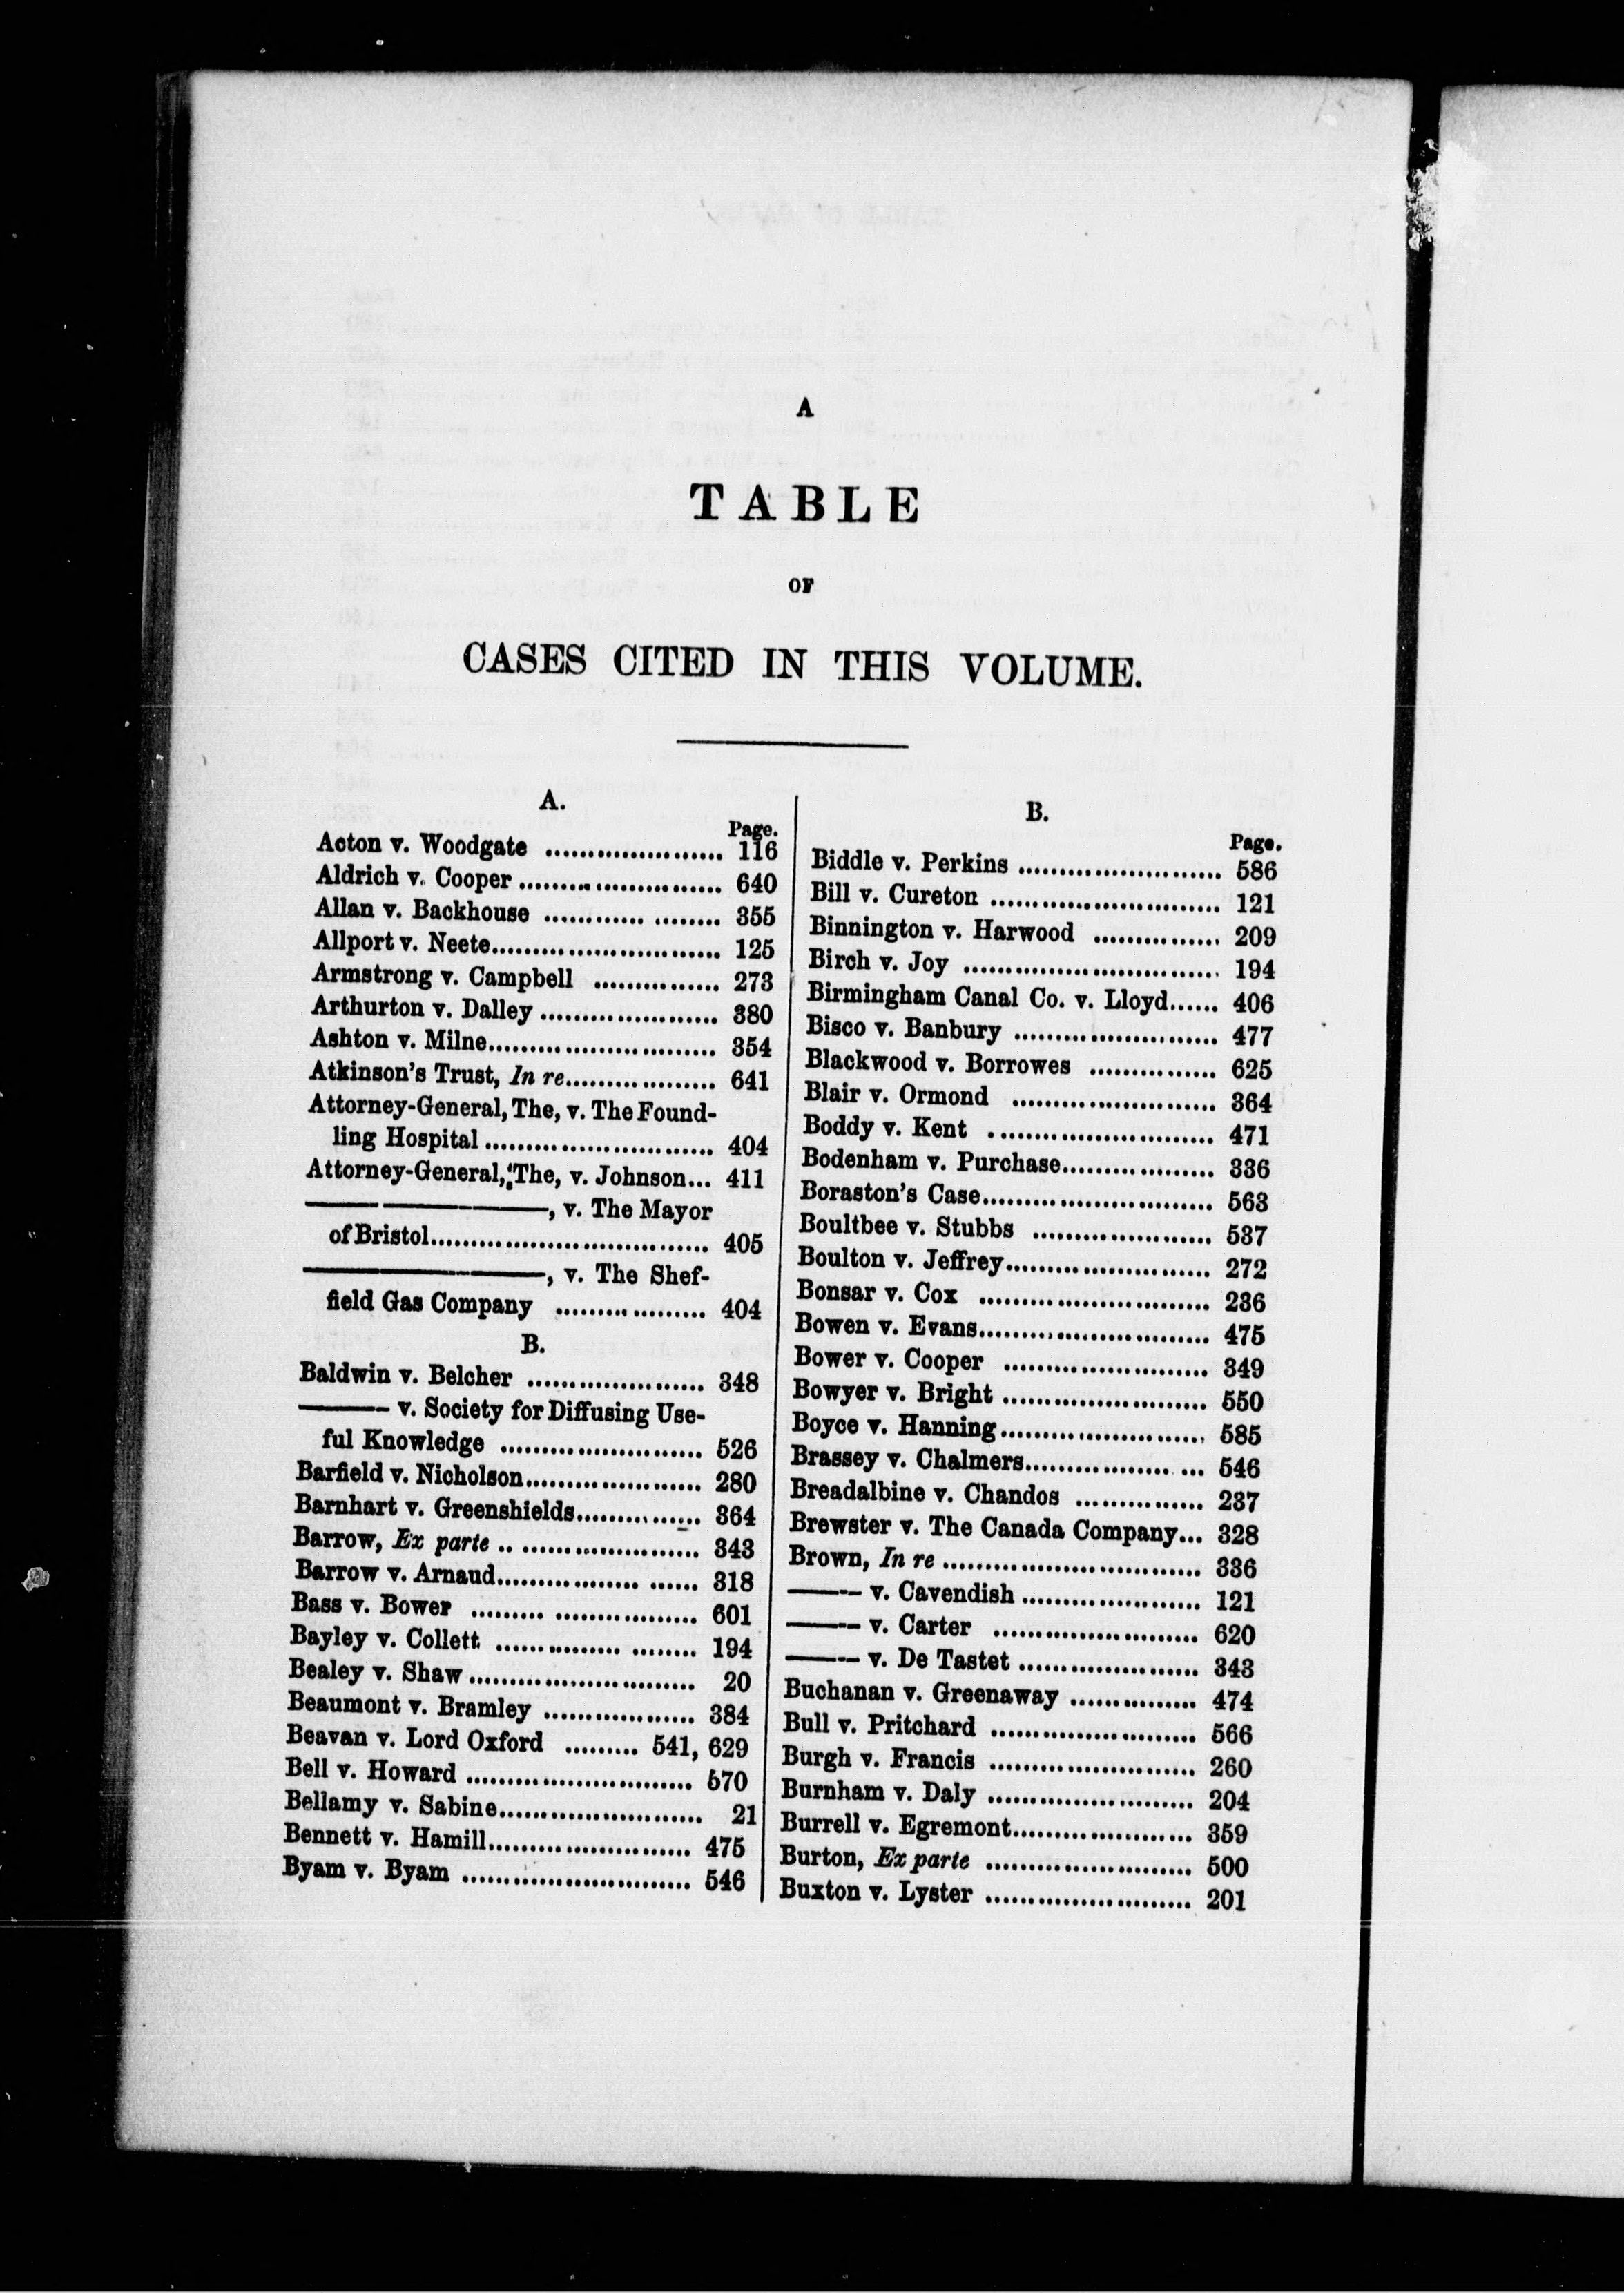 A
TABLE
OF
CASES CITED IN THIS VOLUME.
A.
Page.
Acton v. Woodgate ..................... 116
Aldrich v. Cooper ........................ 640
Allan v. Backhouse ............ ........ 355
Allport v. Neete........................... 125
Armstrong v. Campbell ............... 273
Arthurton v. Dalley ..................... 380
Ashton v. Milne........................... 354
Atkinson's Trust, In re.................. 641
Attorney-General, The, v. The Found-
ling Hospital ........................... 404
Attorney-General, The, v. Johnson... 411
——————, v. The Mayor
of Bristol................................. 405
——————, v. The Shef-
field Gas Company .................. 404
B.
Baldwin v. Belcher ..................... 348
——— v. Society for Diffusing Use-
ful Knowledge ........................ 526
Barfield v. Nicholson..................... 280
Barnhart v. Greenshields............... 364
Barrow, Ex parte .. ..................... 343
Barrow v. Arnaud................. ...... 318
Bass v. Bower ......... ................. 601
Bayley v. Collett ............... ........ 194
Bealey v. Shaw ........................... 20
Beaumont v. Bramley .................. 384
Beavan v. Lord Oxford ......... 541, 629
Bell v. Howard ........................... 570
Bellamy v. Sabine........................ 21
Bennett v. Hamill........................ 475
Byam v. Byam ........................... 546
B.
Page.
Biddle v. Perkins ........................ 586
Bill v. Cureton ........................... 121
Binnington v. Harwood ............... 209
Birch v. Joy .............................. 194
Birmingham Canal Co. v. Lloyd...... 406
Bisco v. Banbury ........................ 477
Blackwood v. Borrowes ............... 625
Blair v. Ormond ........................ 364
Boddy v. Kent ........................... 471
Bodenham v. Purchase.................. 336
Boraston's Case........................... 563
Boultbee v. Stubbs ..................... 537
Boulton v. Jeffrey........................ 272
Bonsar v. Cox ........................... 236
Bowen v. Evans........................... 475
Bower v. Cooper ........................ 349
Bowyer v. Bright ........................ 550
Boyce v. Hanning........................ 585
Brassey v. Chalmers.................. ... 546
Breadalbine v. Chandos ............... 237
Brewster v. The Canada Company... 328
Brown, In re .............................. 336
——— v. Cavendish ..................... 121
——— v. Carter ........................ 620
——— v. De Tastet ..................... 343
Buchanan v. Greenaway ............... 474
Bull v. Pritchard ........................ 566
Burgh v. Francis ........................ 260
Burnham v. Daly ........................ 204
Burrell v. Egremont..................... 359
Burton, Ex parte ........................ 500
Buxton v. Lyster ........................ 201